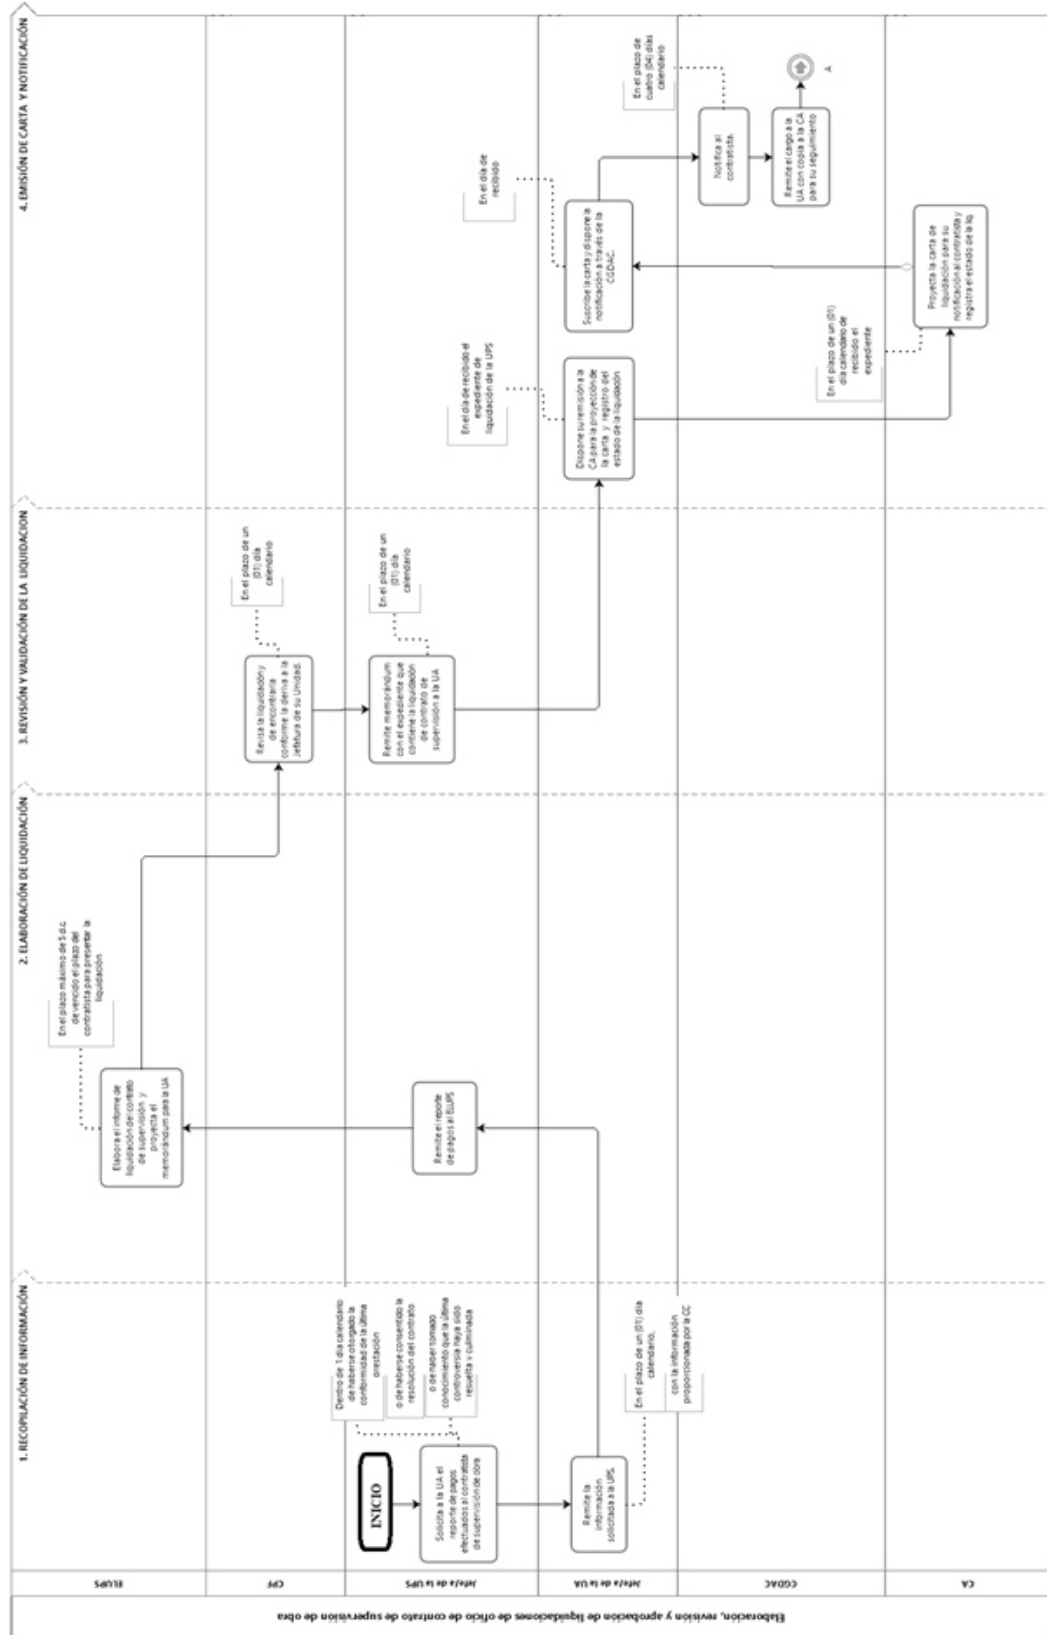 Elaboración, revisión y aprobación de liquidaciones de oficio de contrato de supervisión de obra
ELUPS
CPF
Jefe/a de la UPS
Jefe/a de la UA
CGDAC
CA
1. RECOPILACIÓN DE INFORMACIÓN
2. ELABORACIÓN DE LIQUIDACIÓN
3. REVISIÓN Y VALIDACIÓN DE LA LIQUIDACION
4. EMISIÓN DE CARTA Y NOTIFICACIÓN
INICIO
Solicita a la UA el
reporte de pagos
efectuados al contratista
de supervisión de obra
Dentro de 1 dia calendario
de haberse otorgado la
conformidad de la última
prestación
o de haberse consentido la
resolución del contrato
o de haber tomado
conocimiento que la última
controversia haya sido
resuelta y culminada
Remite la
información
solicitada a la UPS.
En el plazo de un (01) dia
calendario,
con la información
proporcionada por la CC
Remite el reporte
de pagos al ELUPS
Elabora el informe de
liquidación del contrato
de supervisión y
proyecta el
memorándum para la UA
En el plazo máximo de 5 d.c.
de vencido el plazo del
contratista para presentar la
liquidación
Revisa la liquidación y
de encontrarla
conforme la deriva a la
Jefatura de su Unidad.
En el plazo de un
(01) día
calendario
Remite memorándum
con el expediente que
contiene la liquidación
de contrato de
supervisión a la UA
En el plazo de un
(01) día
calendario
Dispone su remisión a la
CA para la proyección de
la carta y registro del
estado de la liquidación
En el día de recibido el
expediente de
liquidación de la UPS
Proyecta la carta de
liquidación para su
notificación al contratista y
registra el estado de la liq.
En el plazo de un (01)
día calendario de
recibido el
expediente
Suscribe la carta y dispone la
notificación a través de la
CGDAC.
En el día de
recibido
Notifica al
contratista.
En el plazo de
cuatro (04) días
calendario
Remite el cargo a la
UA con copia a la CA
para su seguimiento
A